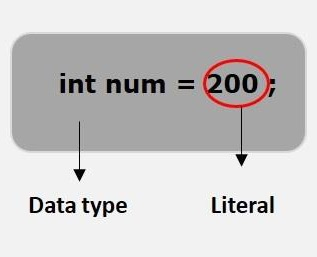 int num = 200 ;
Data type Literal